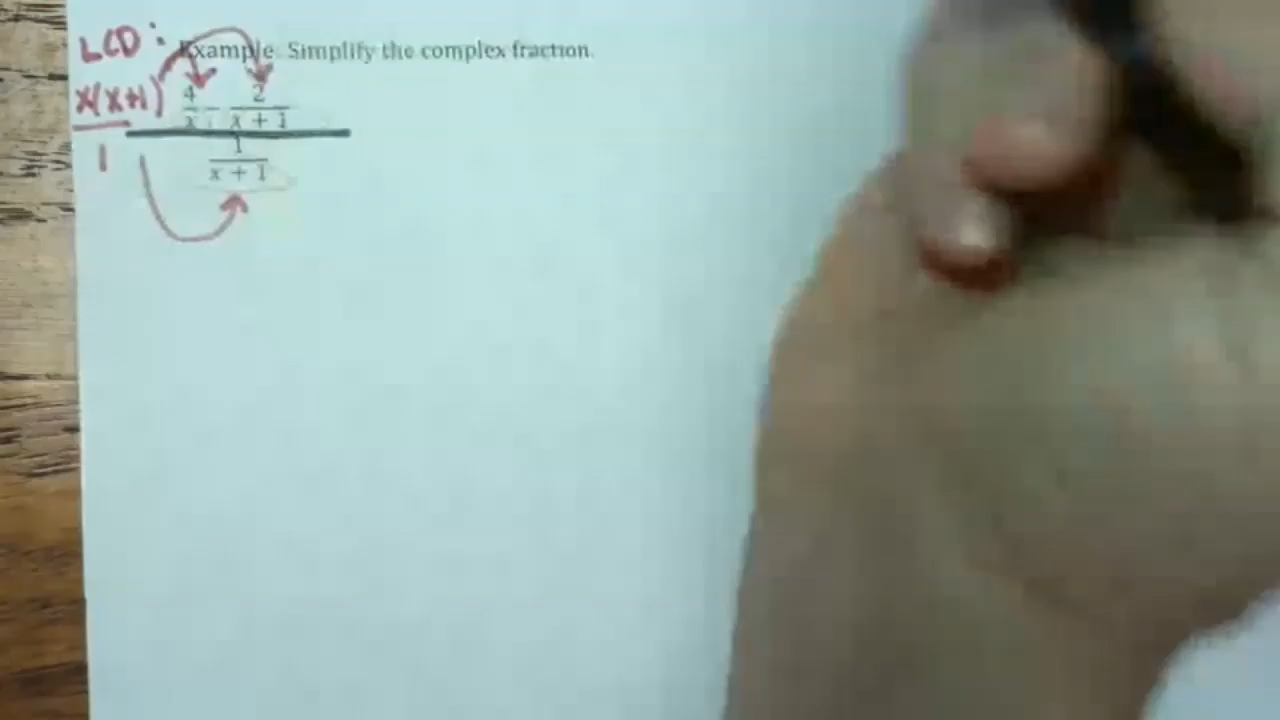 LCD:
Example: Simplify the complex fraction.
x(x+1)
1
4/x - 2/(x + 1)
1/(x + 1)